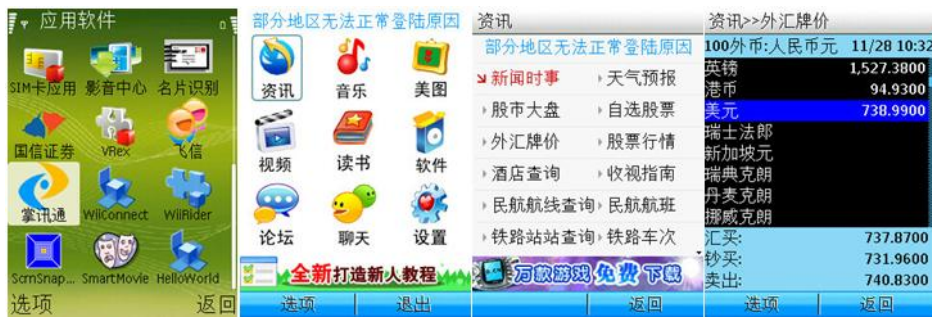 应用软件
SIM卡应用 影音中心 名片识别
国信证券 VRex 飞信
掌讯通 WiiConnect WiiRider
ScrnSnap... SmartMovie HelloWorld
选项 返回
部分地区无法正常登陆原因
资讯 音乐 美图
视频 读书 软件
论坛 聊天 设置
全新打造新人教程
选项 退出
资讯
部分地区无法正常登陆原因
新闻时事 天气预报
股市大盘 自选股票
外汇牌价 股票行情
酒店查询 收视指南
民航航线查询 民航航班
铁路站站查询 铁路车次
万款游戏免费下载
返回
资讯>>外汇牌价
100外币:人民币元 11/28 10:32
英镑 1,527.3800
港币 94.9300
美元 738.9900
瑞士法郎
新加坡元
瑞典克朗
丹麦克朗
挪威克朗
汇买: 737.8700
钞买: 731.9600
卖出: 740.8300
选项 返回